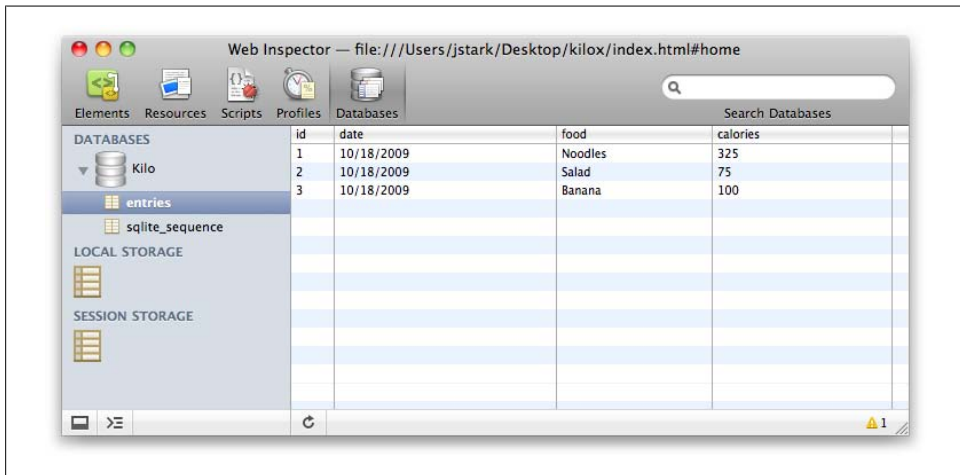 Web Inspector — file:///Users/jstark/Desktop/kilox/index.html#home
Elements Resources Scripts Profiles Databases Search Databases
DATABASES
Kilo
entries
sqlite_sequence
LOCAL STORAGE
SESSION STORAGE
id date food calories
1 10/18/2009 Noodles 325
2 10/18/2009 Salad 75
3 10/18/2009 Banana 100
1